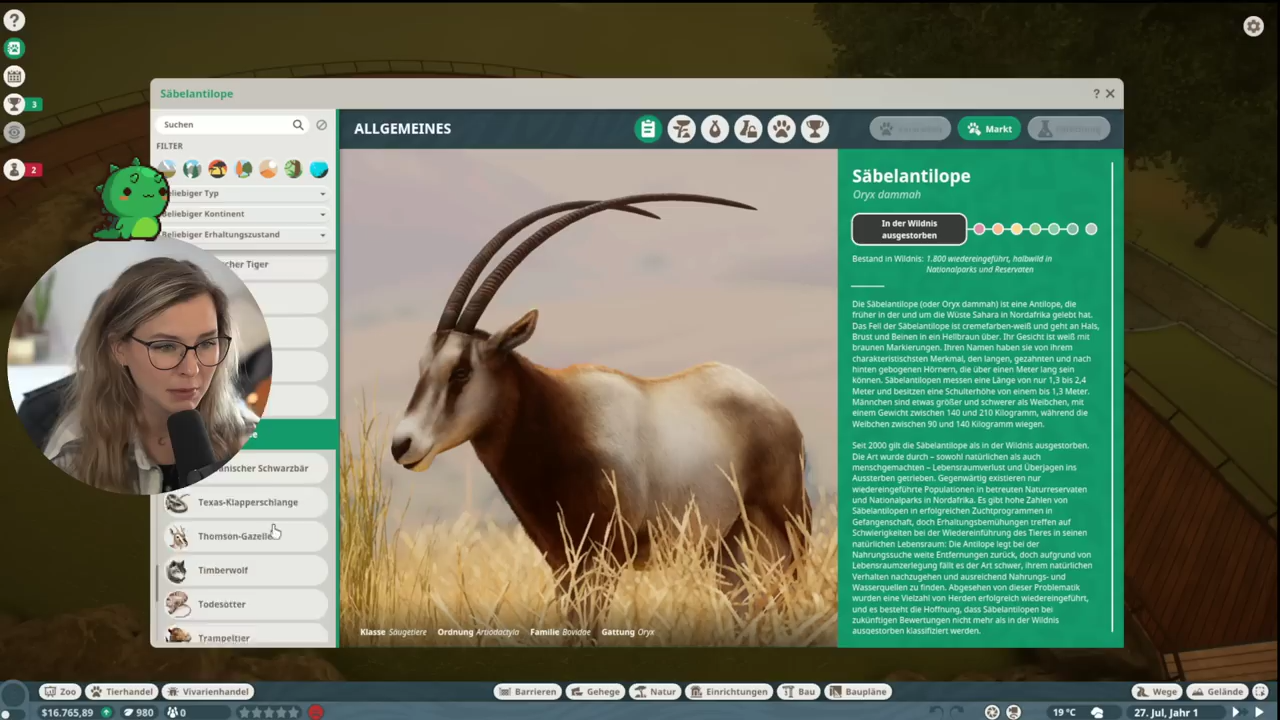 ?
3
2
Säbelantilope
?
Suchen
FILTER
eliebiger Typ
eliebiger Kontinent
eliebiger Erhaltungszustand
cher Tiger
nischer Schwarzbär
Texas-Klapperschlange
Thomson-Gazelle
Timberwolf
Todesotter
Trampeltier
ALLGEMEINES
Markt
Klasse Säugetiere Ordnung Artiodactyla Familie Bovidae Gattung Oryx
Säbelantilope
Oryx dammah
In der Wildnis
ausgestorben
Bestand in Wildnis: 1.800 wiedereingeführt, halbwild in
Nationalparks und Reservaten
Die Säbelantilope (oder Oryx dammah) ist eine Antilope, die
früher in der und um die Wüste Sahara in Nordafrika gelebt hat.
Das Fell der Säbelantilope ist cremefarben-weiß und geht an Hals,
Brust und Beinen in ein Hellbraun über. Ihr Gesicht ist weiß mit
braunen Markierungen. Ihren Namen haben sie von ihrem
charakteristischsten Merkmal, den langen, gezahnten und nach
hinten gebogenen Hörnern, die über einen Meter lang sein
können. Säbelantilopen messen eine Länge von nur 1,3 bis 2,4
Meter und besitzen eine Schulterhöhe von einem bis 1,3 Meter.
Männchen sind etwas größer und schwerer als Weibchen, mit
einem Gewicht zwischen 140 und 210 Kilogramm, während die
Weibchen zwischen 90 und 140 Kilogramm wiegen.
Seit 2000 gilt die Säbelantilope als in der Wildnis ausgestorben.
Die Art wurde durch – sowohl natürlichen als auch
menschgemachten – Lebensraumverlust und Überjagen ins
Aussterben getrieben. Gegenwärtig existieren nur
wiedereingeführte Populationen in betreuten Naturreservaten
und Nationalparks in Nordafrika. Es gibt hohe Zahlen von
Säbelantilopen in erfolgreichen Zuchtprogrammen in
Gefangenschaft, doch Erhaltungsbemühungen treffen auf
Schwierigkeiten bei der Wiedereinführung des Tieres in seinen
natürlichen Lebensraum: Die Antilope legt bei der
Nahrungssuche weite Entfernungen zurück, doch aufgrund von
Lebensraumzerlegung fällt es der Art schwer, ihrem natürlichen
Verhalten nachzugehen und ausreichend Nahrungs- und
Wasserquellen zu finden. Abgesehen von dieser Problematik
wurden eine Vielzahl von Herden erfolgreich wiedereingeführt,
und es besteht die Hoffnung, dass Säbelantilopen bei
zukünftigen Bewertungen nicht mehr als in der Wildnis
ausgestorben klassifiziert werden.
Zoo Tierhandel Vivarienhandel Barrieren Gehege Natur Einrichtungen Bau Baupläne Wege Gelände
$16.765,89 980 0 19 °C 27. Jul, Jahr 1